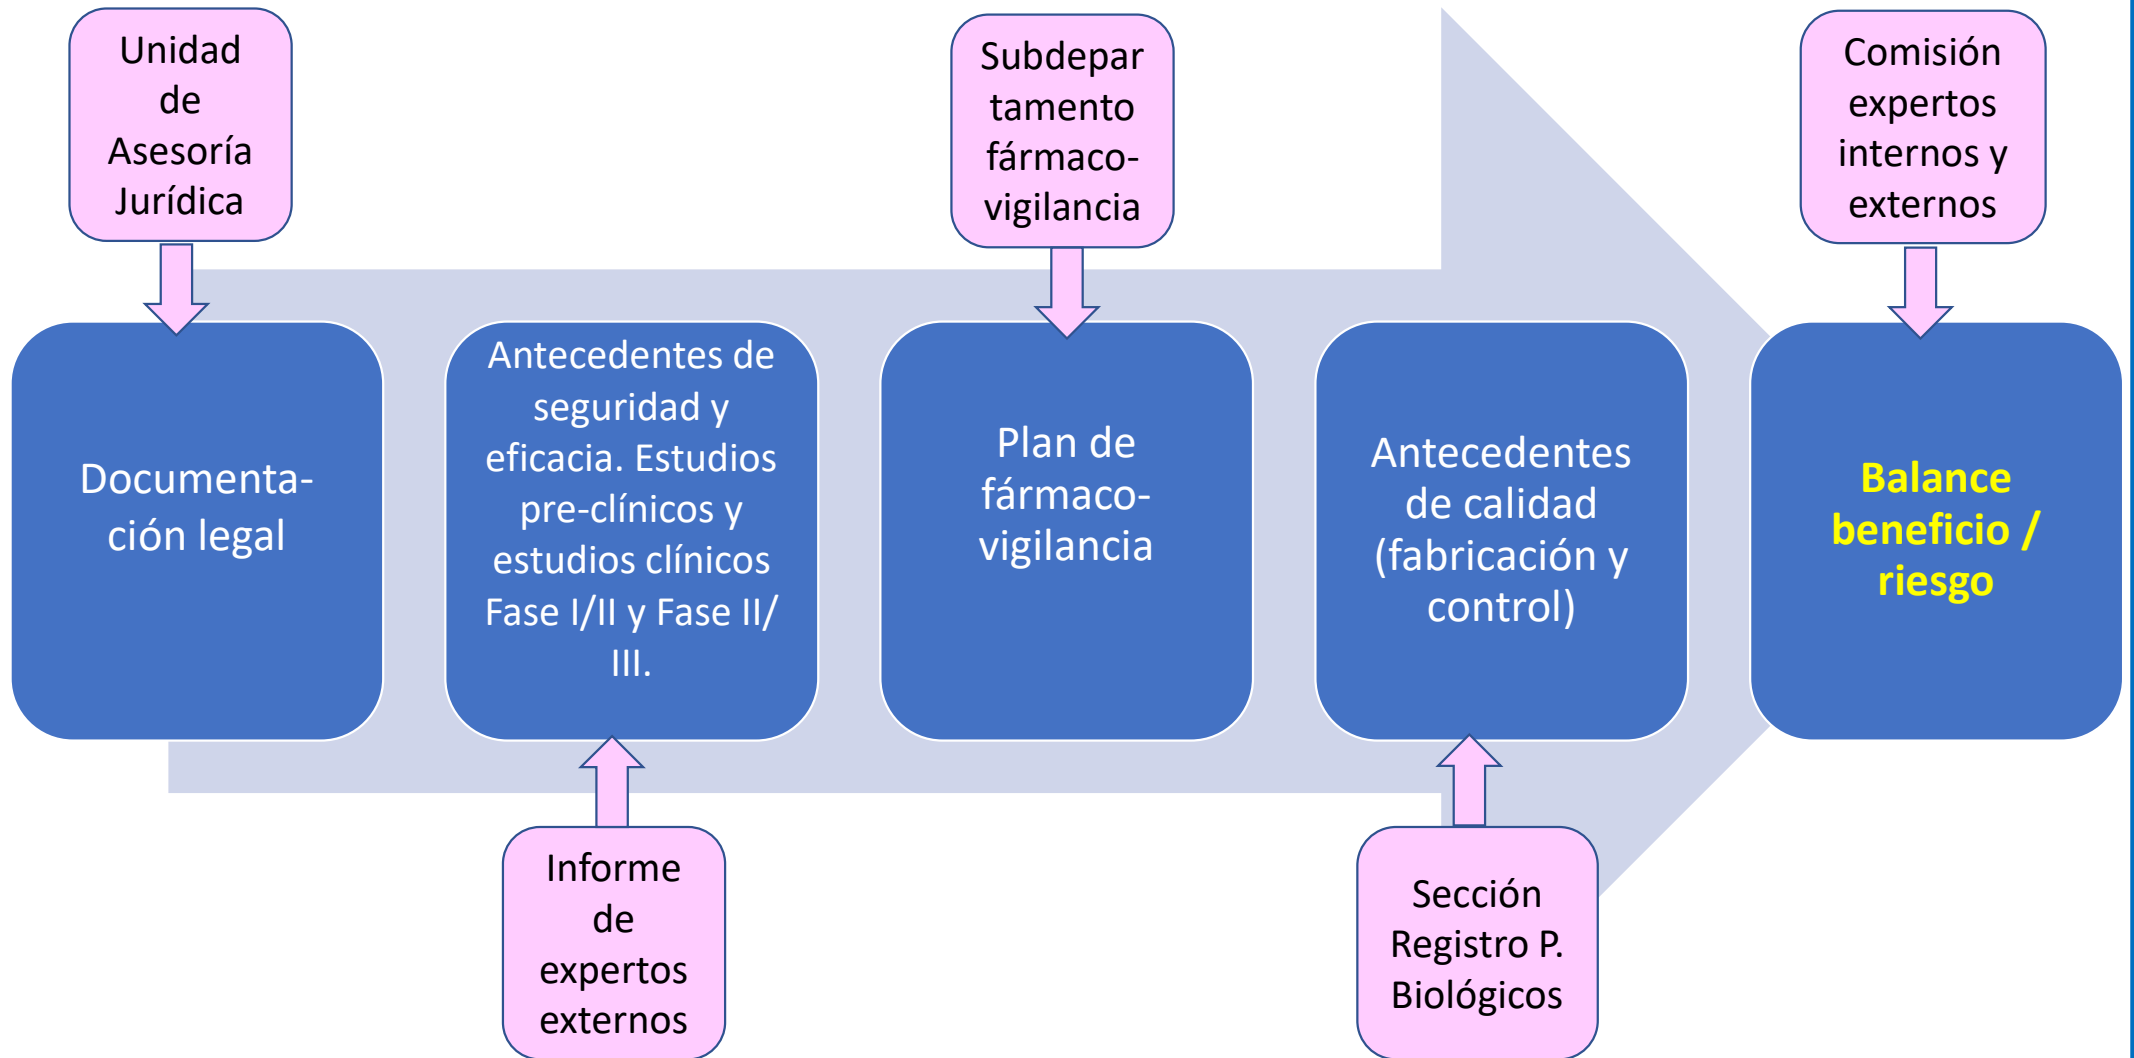 Unidad
de
Asesoría
Jurídica
Subdepar
tamento
fármaco-
vigilancia
Comisión
expertos
internos y
externos
Documenta-
ción legal
Antecedentes de
seguridad y
eficacia. Estudios
pre-clínicos y
estudios clínicos
Fase I/II y Fase II/
III.
Plan de
fármaco-
vigilancia
Antecedentes
de calidad
(fabricación y
control)
Balance
beneficio /
riesgo
Informe
de
expertos
externos
Sección
Registro P.
Biológicos